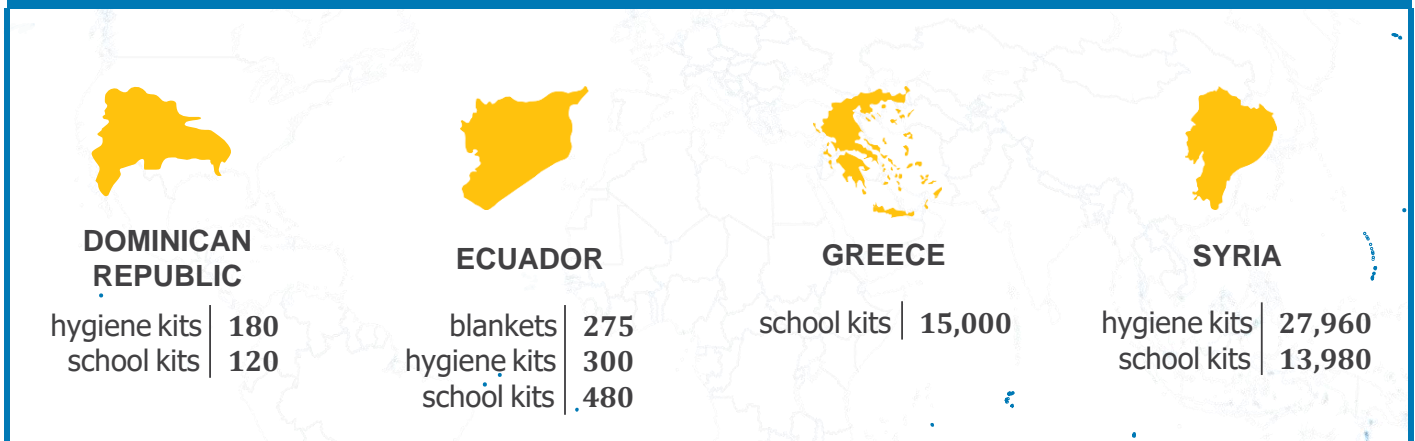 DOMINICAN
REPUBLIC
hygiene kits 180
school kits 120
ECUADOR
blankets 275
hygiene kits 300
school kits 480
GREECE
school kits 15,000
SYRIA
hygiene kits 27,960
school kits 13,980